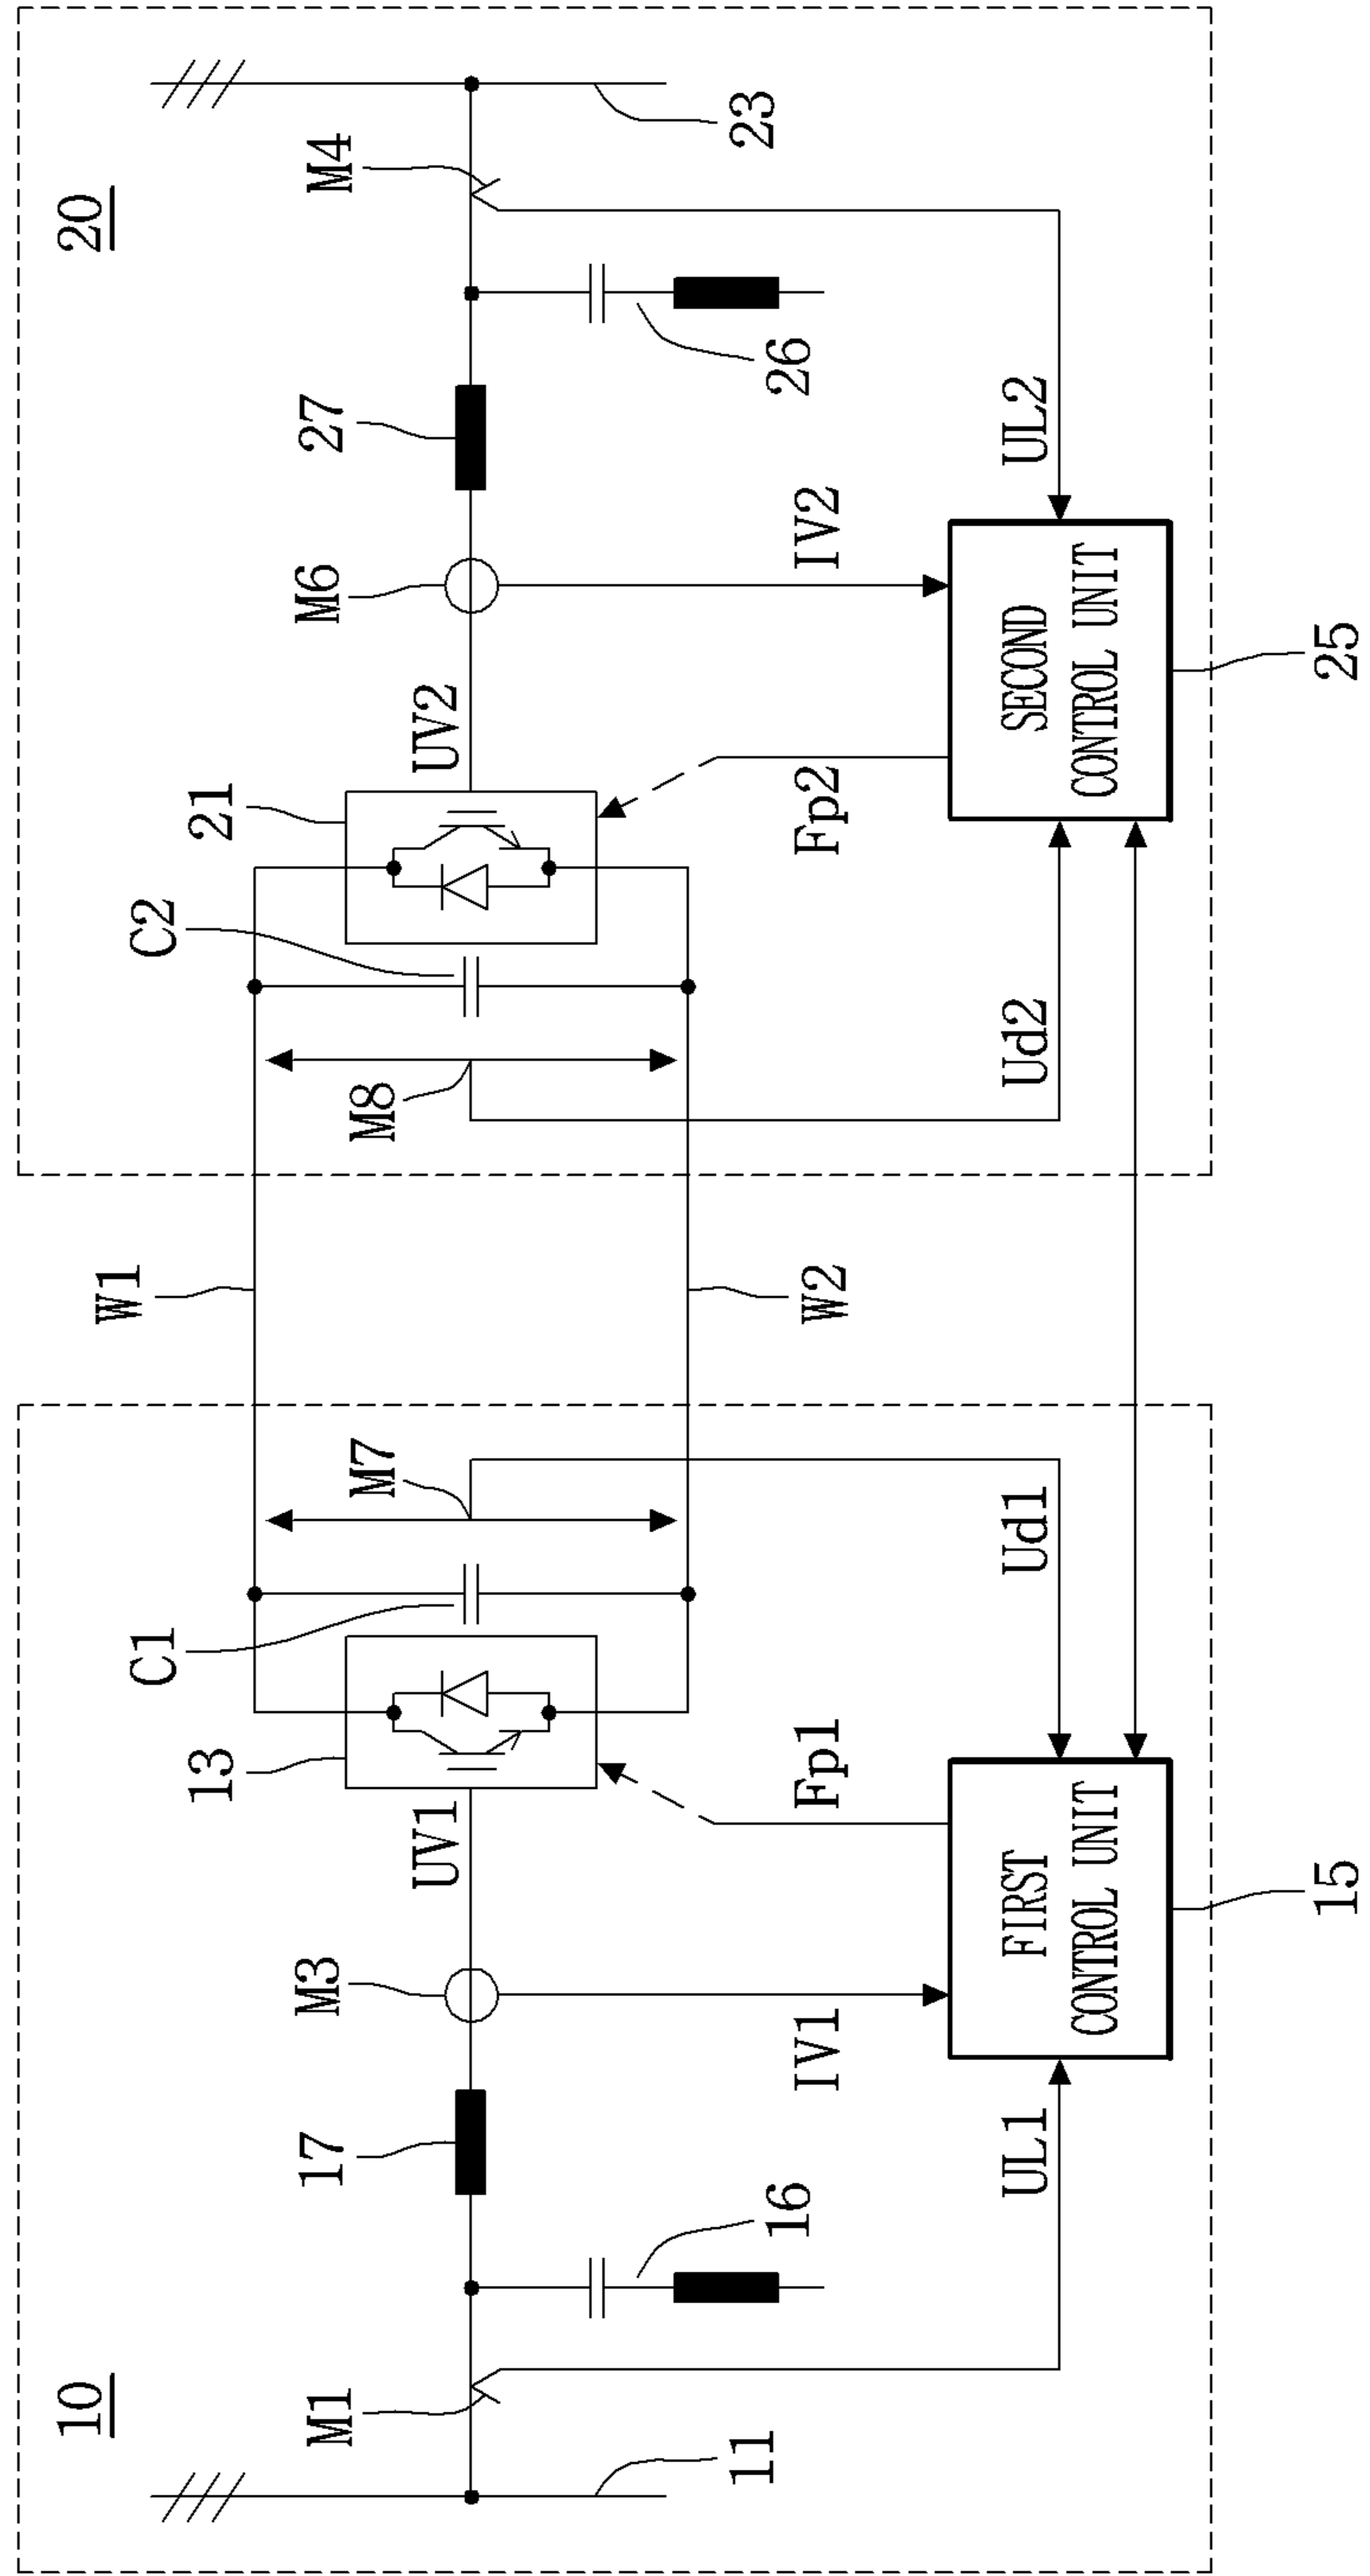 10
20
W1
C1
C2
13
21
M1
17
M3
M7
M8
M6
27
M4
UV1
UV2
11
16
IV1
Fp1
W2
Fp2
IV2
26
23
UL1
Ud1
Ud2
UL2
FIRST
CONTROL UNIT
SECOND
CONTROL UNIT
15
25